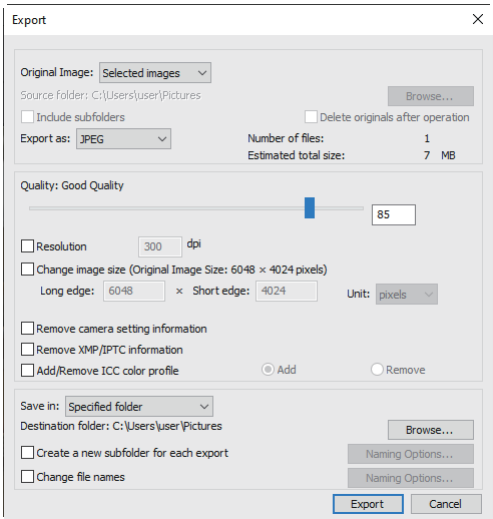 Export
Original Image: Selected images
Source folder: C:\Users\user\Pictures Browse...
Include subfolders Delete originals after operation
Export as: JPEG Number of files: 1
Estimated total size: 7 MB
Quality: Good Quality
85
Resolution 300 dpi
Change image size (Original Image Size: 6048 × 4024 pixels)
Long edge: 6048 × Short edge: 4024 Unit: pixels
Remove camera setting information
Remove XMP/IPTC information
Add/Remove ICC color profile Add Remove
Save in: Specified folder
Destination folder: C:\Users\user\Pictures Browse...
Create a new subfolder for each export Naming Options...
Change file names Naming Options...
Export Cancel